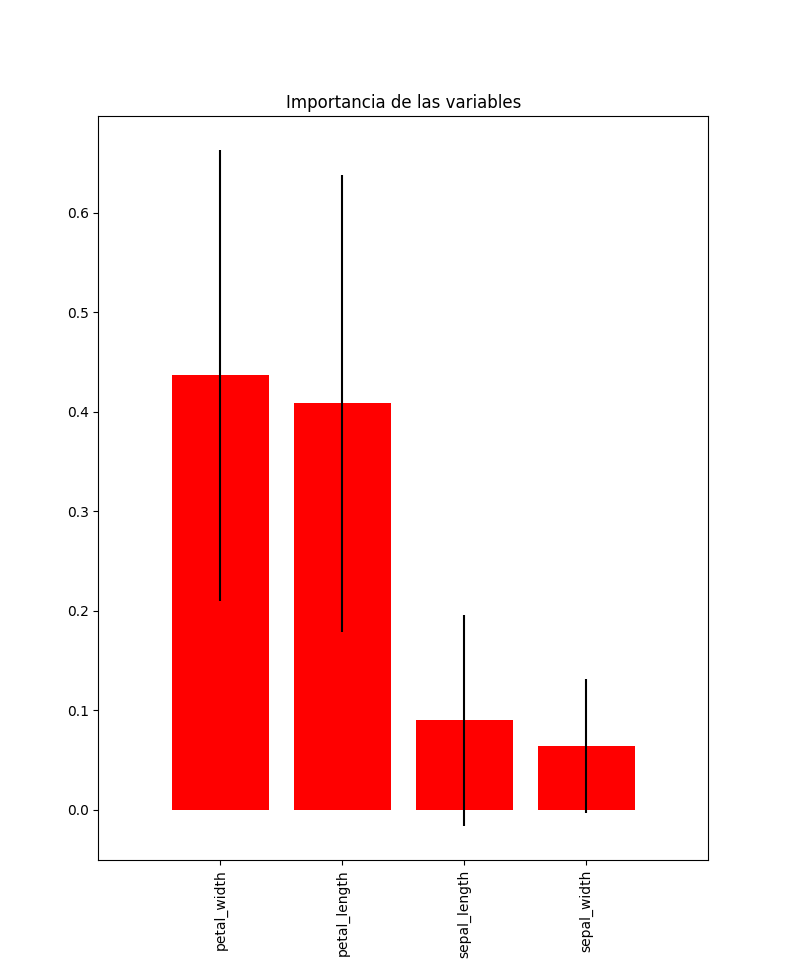 Importancia de las variables
0.6
0.5
0.4
0.3
0.2
0.1
0.0
petal_width
petal_length
sepal_length
sepal_width